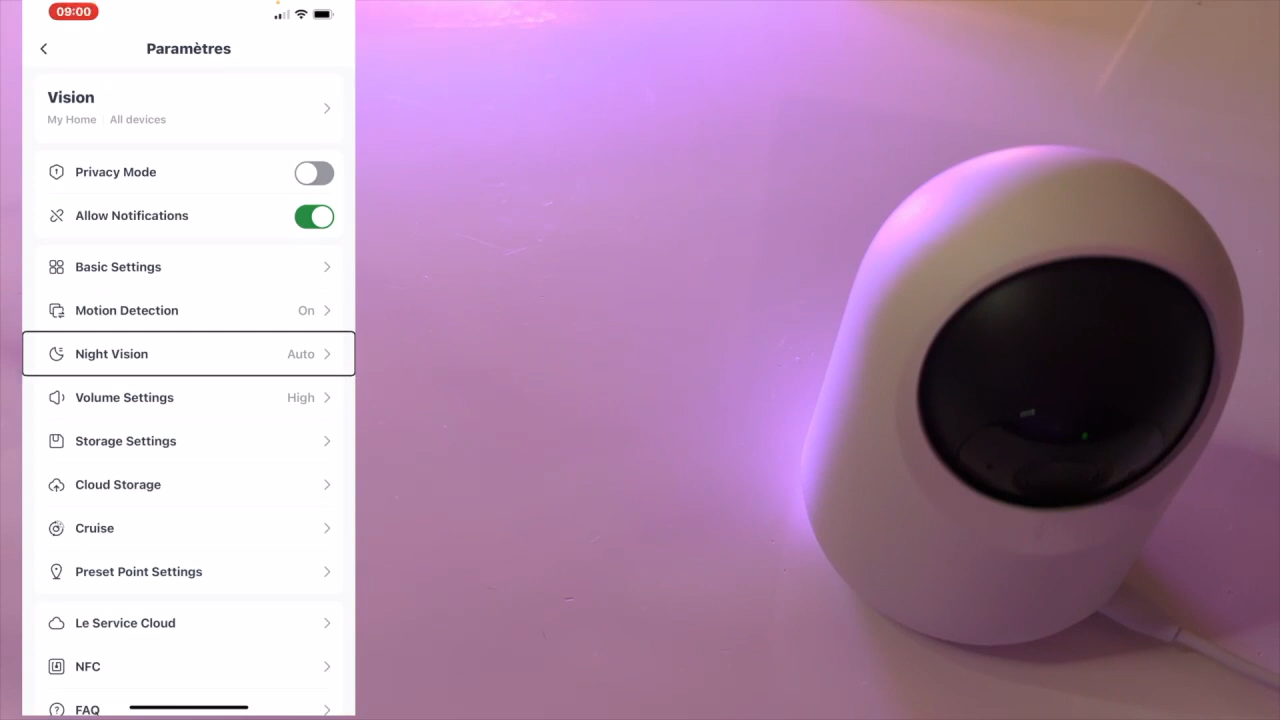 09:00
Paramètres
Vision
My Home All devices
Privacy Mode
Allow Notifications
Basic Settings
Motion Detection On
Night Vision Auto
Volume Settings High
Storage Settings
Cloud Storage
Cruise
Preset Point Settings
Le Service Cloud
NFC
FAQ